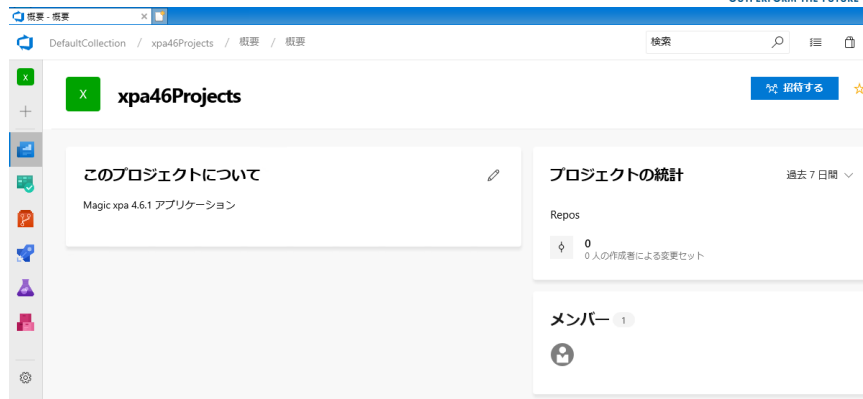 OUTPERFORM THE FUTURE
概要 - 概要
DefaultCollection / xpa46Projects / 概要 / 概要
検索
X
X
xpa46Projects
招待する
このプロジェクトについて
Magic xpa 4.6.1 アプリケーション
プロジェクトの統計
過去 7 日間
Repos
0
0 人の作成者による変更セット
メンバー 1